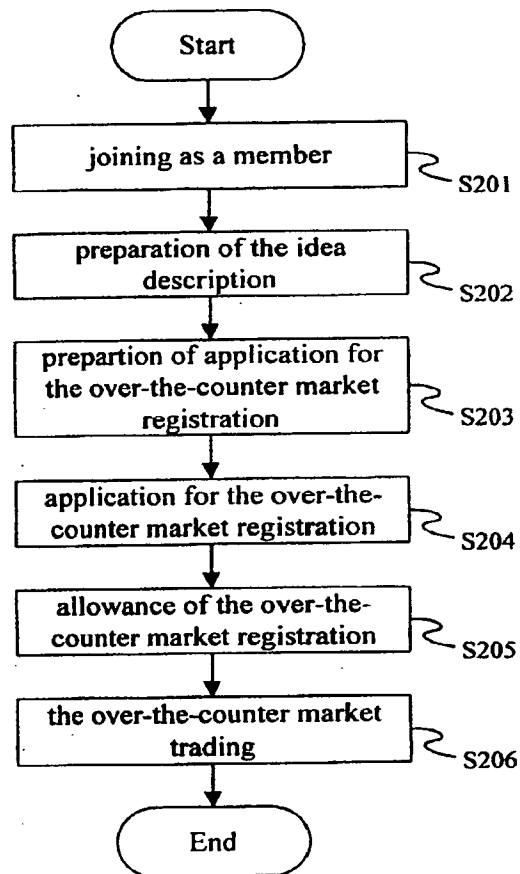 Start
joining as a member
S201
preparation of the idea
description
S202
prepartion of application for
the over-the-counter market
registration
S203
application for the over-the-
counter market registration
S204
allowance of the over-the-
counter market registration
S205
the over-the-counter market
trading
S206
End